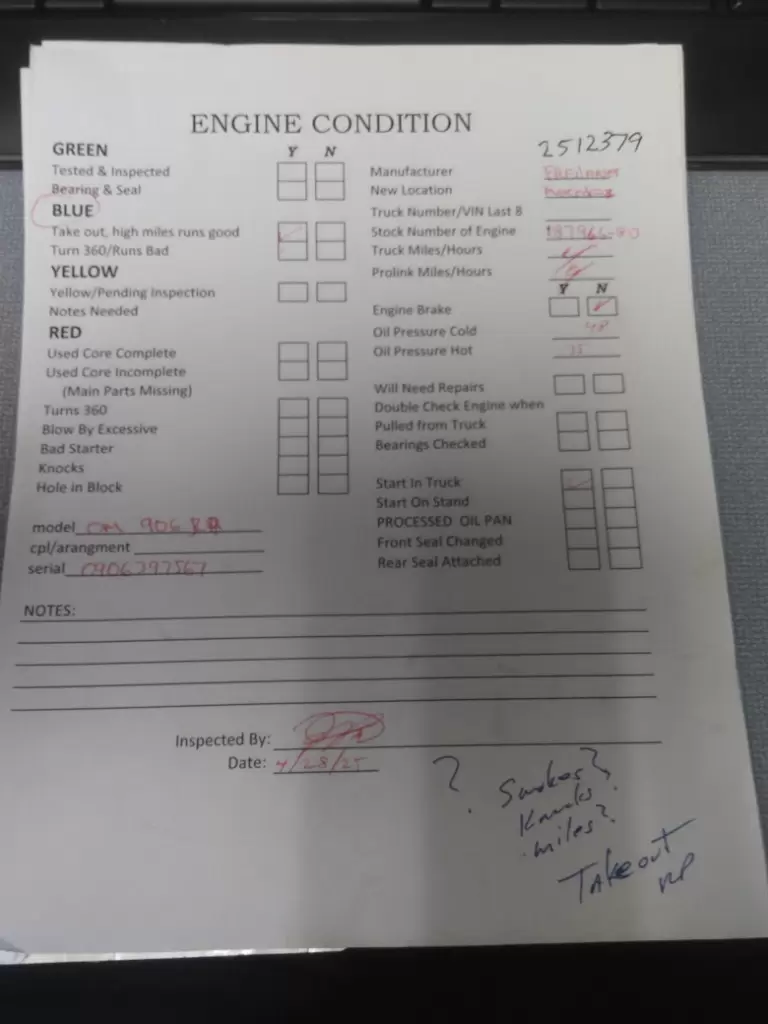 ENGINE CONDITION
2512379
GREEN Y N
Tested & Inspected
Bearing & Seal
BLUE
Take out, high miles runs good
Turn 360/Runs Bad
YELLOW
Yellow/Pending Inspection
Notes Needed
RED
Used Core Complete
Used Core Incomplete
(Main Parts Missing)
Turns 360
Blow By Excessive
Bad Starter
Knocks
Hole in Block
model OM 906
cpl/arangment
serial
Manufacturer
New Location
Truck Number/VIN Last 8
Stock Number of Engine
Truck Miles/Hours
Prolink Miles/Hours
Y N
Engine Brake
Oil Pressure Cold 48
Oil Pressure Hot 15
Will Need Repairs
Double Check Engine when
Pulled from Truck
Bearings Checked
Start In Truck
Start On Stand
PROCESSED OIL PAN
Front Seal Changed
Rear Seal Attached
NOTES:
Inspected By:
Date: 4/28/25
? Smokes?
Knocks
miles?
Takeout